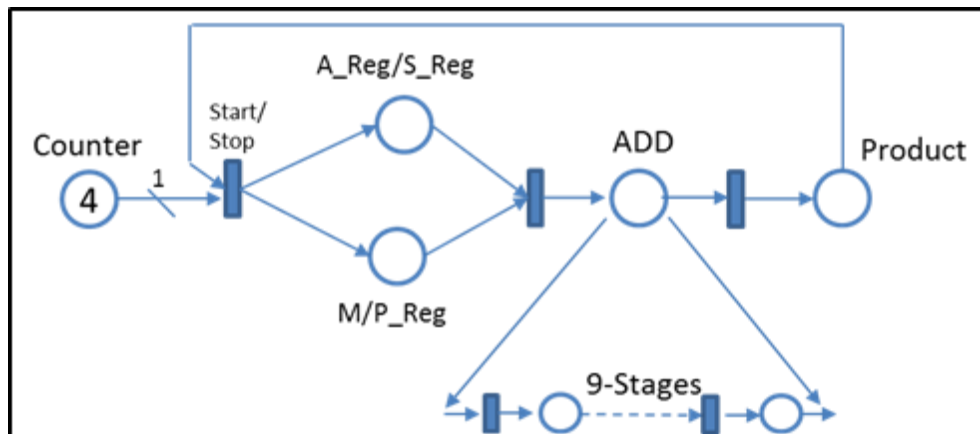 A_Reg/S_Reg
Start/
Stop
Counter
1
4
ADD
Product
M/P_Reg
9-Stages